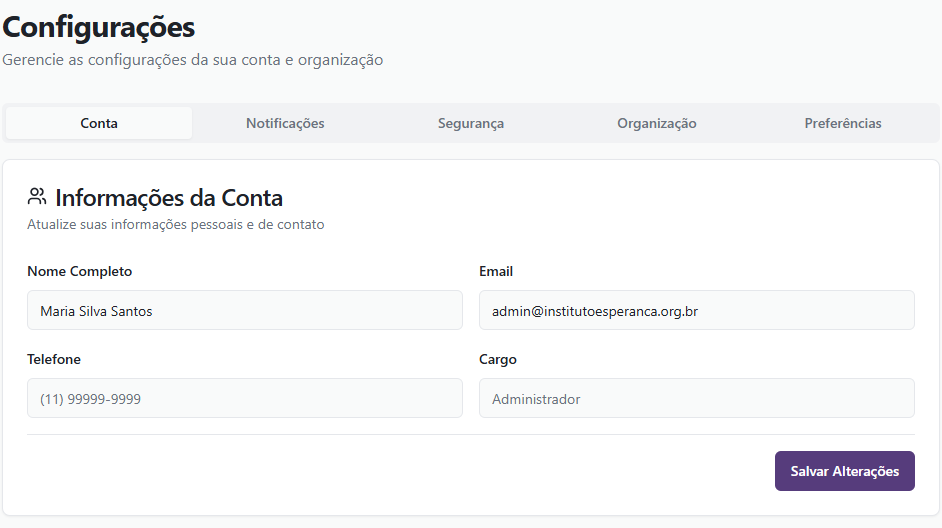 Configurações
Gerencie as configurações da sua conta e organização
Conta Notificações Segurança Organização Preferências
Informações da Conta
Atualize suas informações pessoais e de contato
Nome Completo Email
Maria Silva Santos admin@institutoesperanca.org.br
Telefone Cargo
(11) 99999-9999 Administrador
Salvar Alterações